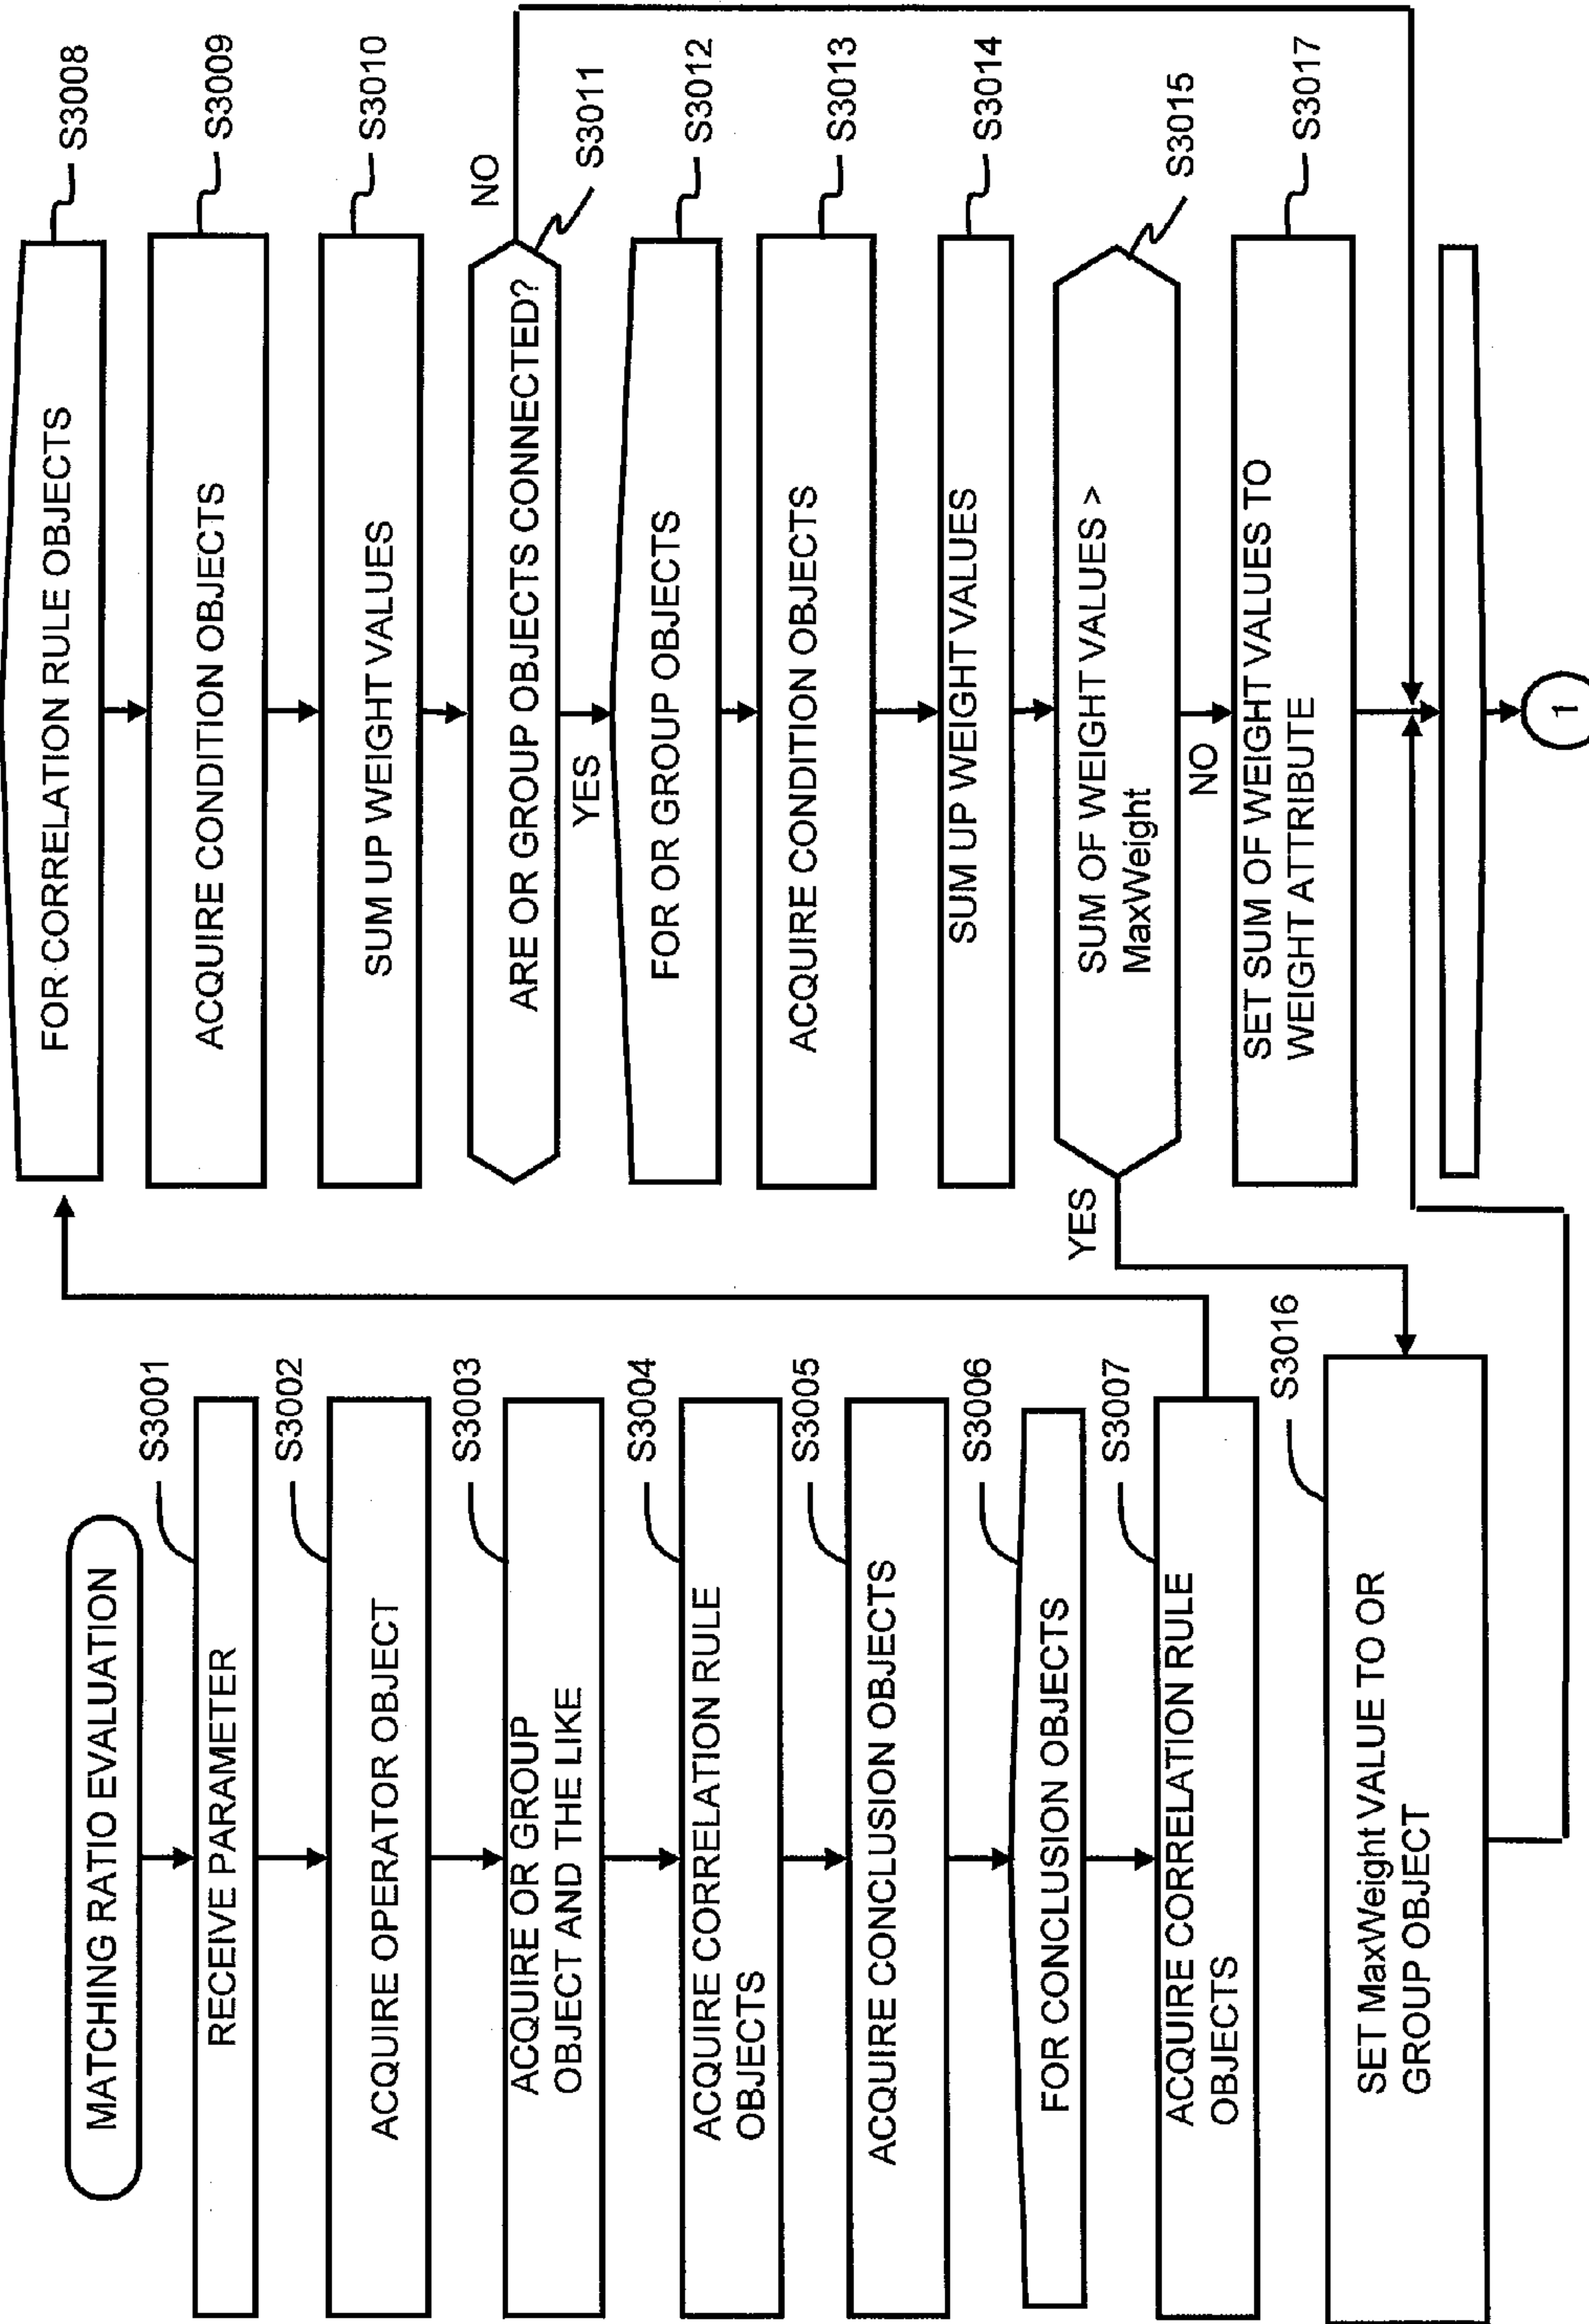 MATCHING RATIO EVALUATION
S3001
RECEIVE PARAMETER
S3002
ACQUIRE OPERATOR OBJECT
S3003
ACQUIRE OR GROUP
OBJECT AND THE LIKE
S3004
ACQUIRE CORRELATION RULE
OBJECTS
S3005
ACQUIRE CONCLUSION OBJECTS
S3006
FOR CONCLUSION OBJECTS
S3007
ACQUIRE CORRELATION RULE
OBJECTS
S3016
SET MaxWeight VALUE TO OR
GROUP OBJECT
S3008
FOR CORRELATION RULE OBJECTS
S3009
ACQUIRE CONDITION OBJECTS
S3010
SUM UP WEIGHT VALUES
NO
S3011
ARE OR GROUP OBJECTS CONNECTED?
YES
S3012
FOR OR GROUP OBJECTS
S3013
ACQUIRE CONDITION OBJECTS
S3014
SUM UP WEIGHT VALUES
S3015
SUM OF WEIGHT VALUES >
MaxWeight
YES
NO
S3017
SET SUM OF WEIGHT VALUES TO
WEIGHT ATTRIBUTE
1